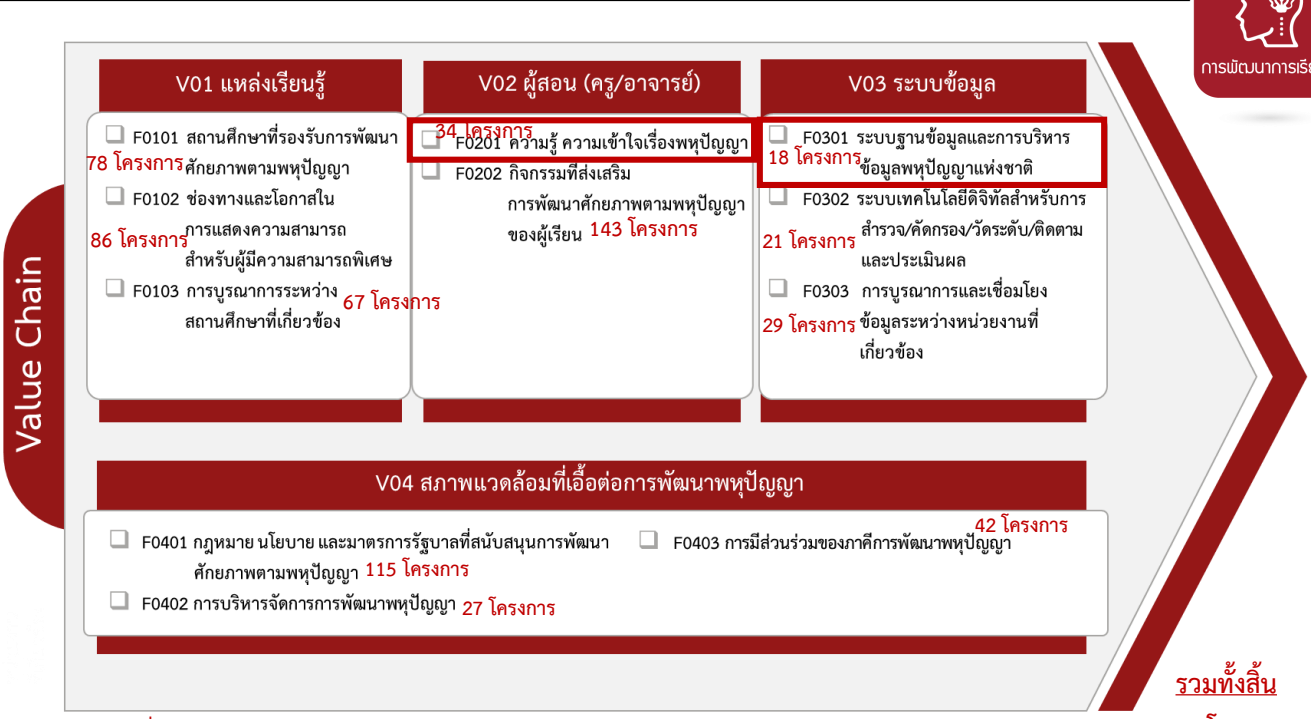 การพัฒนาการเรีย
Value Chain
V01 แหล่งเรียนรู้
F0101 สถานศึกษาที่รองรับการพัฒนา
78 โครงการ ศักยภาพตามพหุปัญญา
F0102 ช่องทางและโอกาสใน
86 โครงการ การแสดงความสามารถ
สำหรับผู้มีความสามารถพิเศษ
F0103 การบูรณาการระหว่าง 67 โครงการ
สถานศึกษาที่เกี่ยวข้อง
V02 ผู้สอน (ครู/อาจารย์)
34 โครงการ
F0201 ความรู้ ความเข้าใจเรื่องพหุปัญญา
F0202 กิจกรรมที่ส่งเสริม
การพัฒนาศักยภาพตามพหุปัญญา
ของผู้เรียน 143 โครงการ
V03 ระบบข้อมูล
F0301 ระบบฐานข้อมูลและการบริหาร
18 โครงการ ข้อมูลพหุปัญญาแห่งชาติ
F0302 ระบบเทคโนโลยีดิจิทัลสำหรับการ
21 โครงการ สำรวจ/คัดกรอง/วัดระดับ/ติดตาม
และประเมินผล
F0303 การบูรณาการและเชื่อมโยง
29 โครงการ ข้อมูลระหว่างหน่วยงานที่
เกี่ยวข้อง
V04 สภาพแวดล้อมที่เอื้อต่อการพัฒนาพหุปัญญา
F0401 กฎหมาย นโยบาย และมาตรการรัฐบาลที่สนับสนุนการพัฒนา
ศักยภาพตามพหุปัญญา 115 โครงการ
F0402 การบริหารจัดการการพัฒนาพหุปัญญา 27 โครงการ
42 โครงการ
F0403 การมีส่วนร่วมของภาคีการพัฒนาพหุปัญญา
รวมทั้งสิ้น